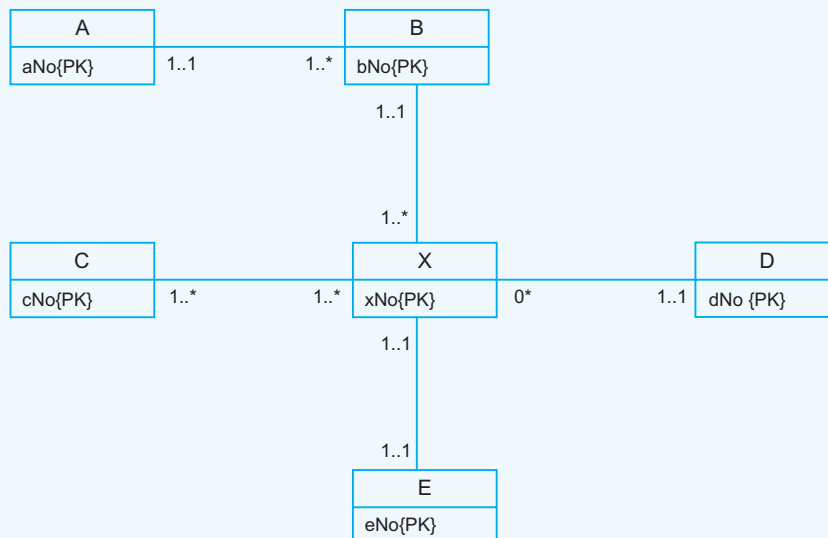 A
B
aNo{PK}
1..1
1..*
bNo{PK}
1..1
1..*
C
X
D
cNo{PK}
1..*
1..*
xNo{PK}
0*
1..1
dNo {PK}
1..1
1..1
E
eNo{PK}